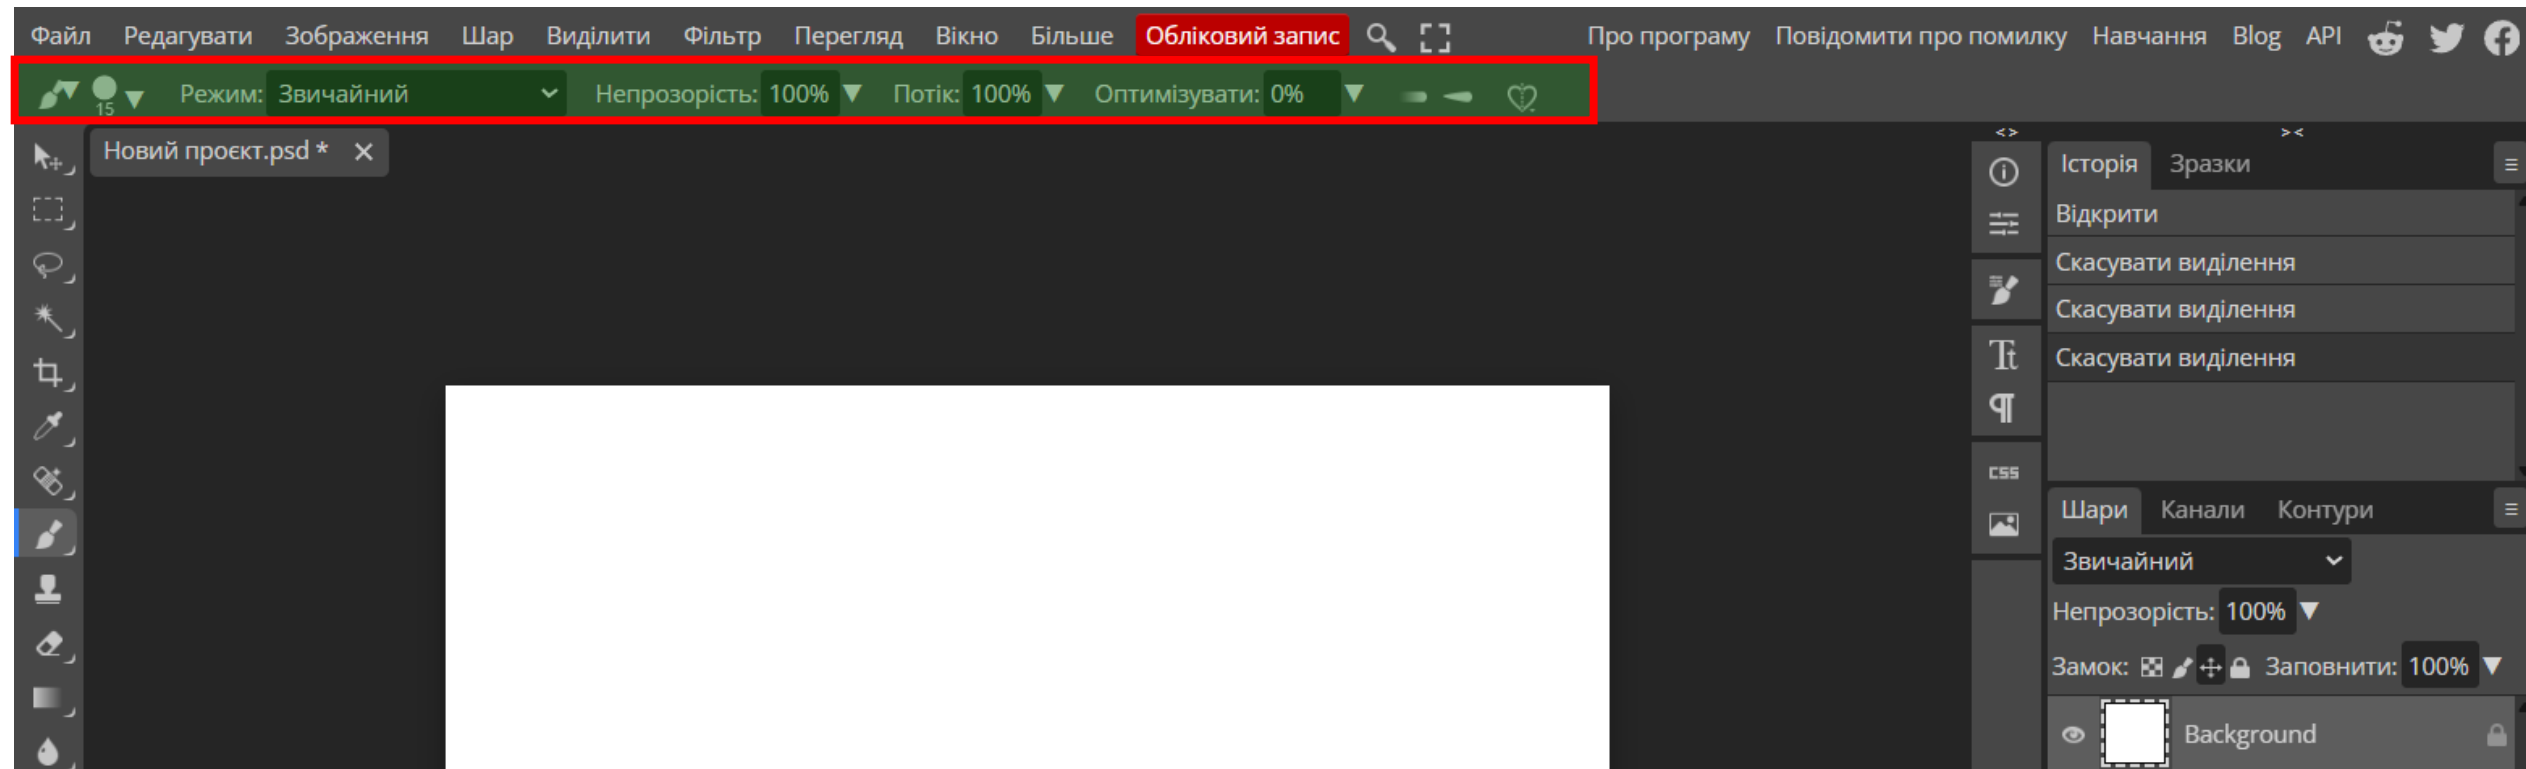 Файл Редагувати Зображення Шар Виділити Фільтр Перегляд Вікно Більше Обліковий запис Про програму Повідомити про помилку Навчання Blog API
15 Режим: Звичайний Непрозорість: 100% Потік: 100% Оптимізувати: 0%
Новий проєкт.psd *
Історія Зразки
Відкрити
Скасувати виділення
Скасувати виділення
Скасувати виділення
CSS
Шари Канали Контури
Звичайний
Непрозорість: 100%
Замок: Заповнити: 100%
Background